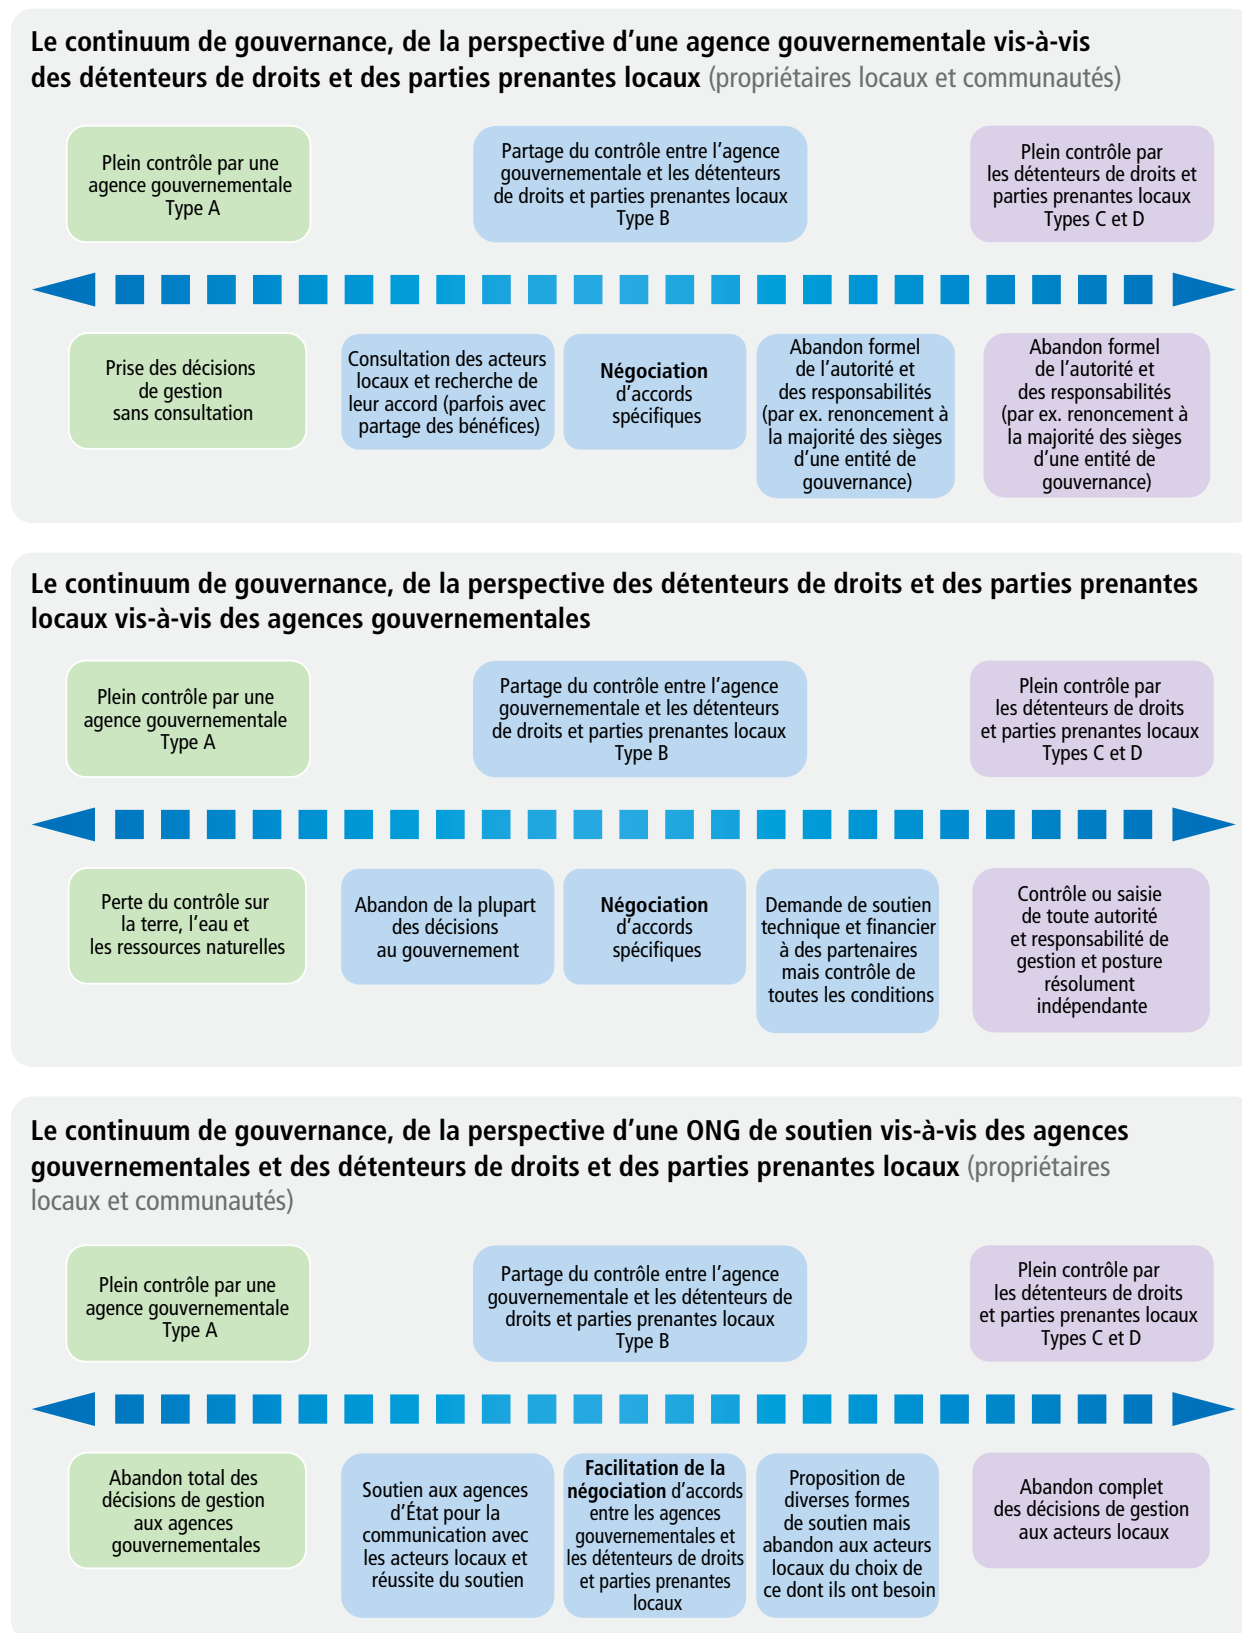 Le continuum de gouvernance, de la perspective d’une agence gouvernementale vis-à-vis
des détenteurs de droits et des parties prenantes locaux (propriétaires locaux et communautés)
Plein contrôle par une
agence gouvernementale
Type A
Partage du contrôle entre l’agence
gouvernementale et les détenteurs
de droits et parties prenantes locaux
Type B
Plein contrôle par
les détenteurs de droits et
parties prenantes locaux
Types C et D
Prise des décisions
de gestion
sans consultation
Consultation des acteurs
locaux et recherche de
leur accord (parfois avec
partage des bénéfices)
Négociation
d’accords
spécifiques
Abandon formel
de l’autorité et
des responsabilités
(par ex. renoncement à
la majorité des sièges
d’une entité de
gouvernance)
Abandon formel
de l’autorité et
des responsabilités
(par ex. renoncement à
la majorité des sièges
d’une entité de
gouvernance)
Le continuum de gouvernance, de la perspective des détenteurs de droits et des parties prenantes
locaux vis-à-vis des agences gouvernementales
Plein contrôle par une
agence gouvernementale
Type A
Partage du contrôle entre l’agence
gouvernementale et les détenteurs
de droits et parties prenantes locaux
Type B
Plein contrôle par
les détenteurs de droits
et parties prenantes locaux
Types C et D
Perte du contrôle sur
la terre, l’eau et
les ressources naturelles
Abandon de la plupart
des décisions
au gouvernement
Négociation
d’accords
spécifiques
Demande de soutien
technique et financier
à des partenaires
mais contrôle de
toutes les conditions
Contrôle ou saisie
de toute autorité
et responsabilité de
gestion et posture
résolument
indépendante
Le continuum de gouvernance, de la perspective d’une ONG de soutien vis-à-vis des agences
gouvernementales et des détenteurs de droits et des parties prenantes locaux (propriétaires
locaux et communautés)
Plein contrôle par une
agence gouvernementale
Type A
Partage du contrôle entre l’agence
gouvernementale et les détenteurs de
droits et parties prenantes locaux
Type B
Plein contrôle par
les détenteurs de droits
et parties prenantes locaux
Types C et D
Abandon total des
décisions de gestion
aux agences
gouvernementales
Soutien aux agences
d’État pour la
communication avec
les acteurs locaux et
réussite du soutien
Facilitation de la
négociation d’accords
entre les agences
gouvernementales et
les détenteurs de droits
et parties prenantes
locaux
Proposition de
diverses formes
de soutien mais
abandon aux acteurs
locaux du choix de
ce dont ils ont besoin
Abandon complet
des décisions de gestion
aux acteurs locaux